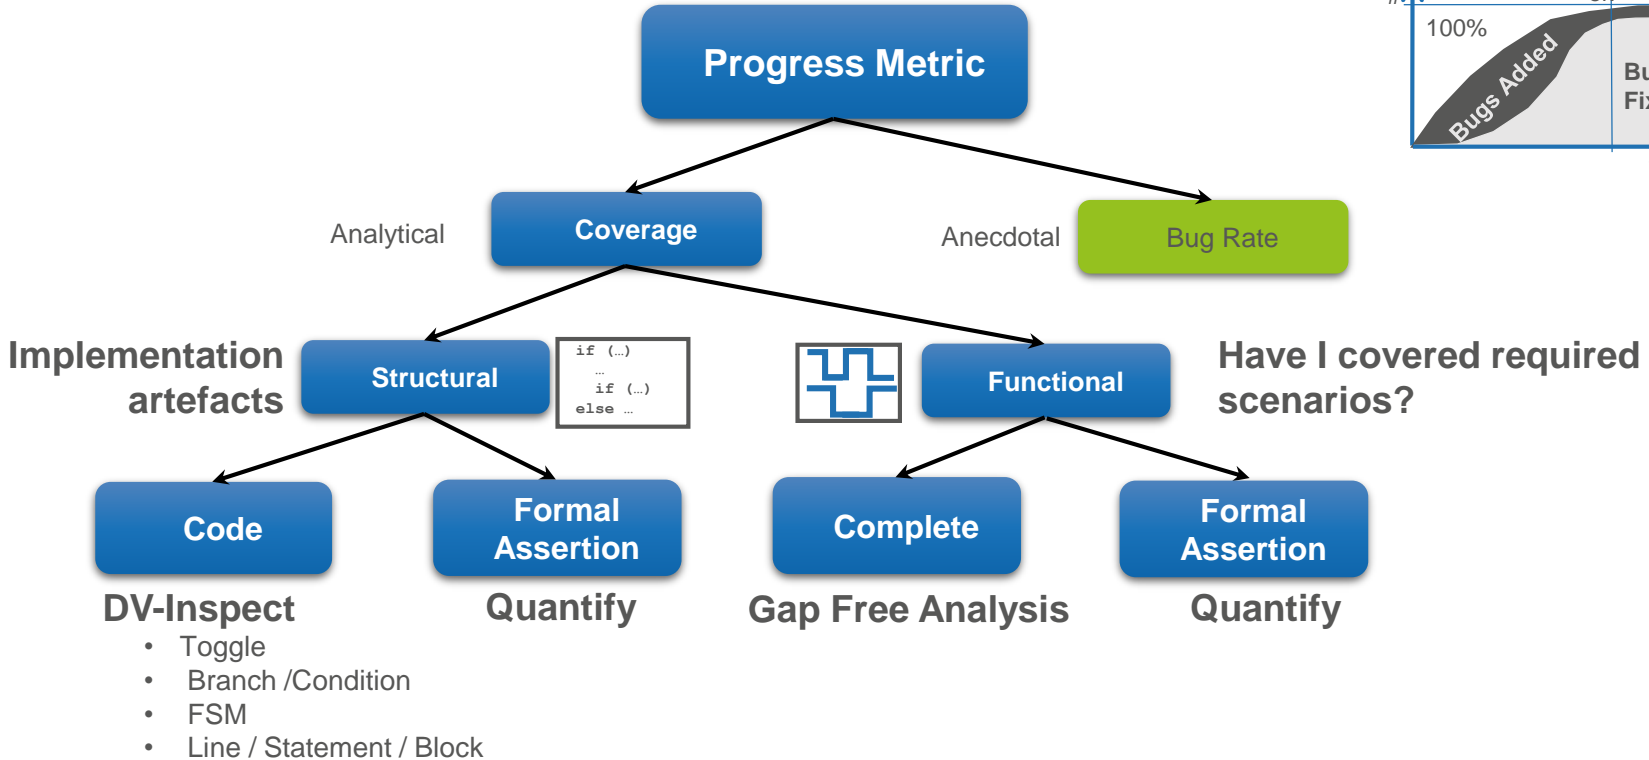 Progress Metric
100%
Bugs Added
Analytical
Coverage
Anecdotal
Bug Rate
Implementation
artefacts
Structural
if (…)
…
if (…)
else …
Functional
Have I covered required
scenarios?
Code
Formal
Assertion
Complete
Formal
Assertion
DV-Inspect
Quantify
Gap Free Analysis
Quantify
• Toggle
• Branch /Condition
• FSM
• Line / Statement / Block